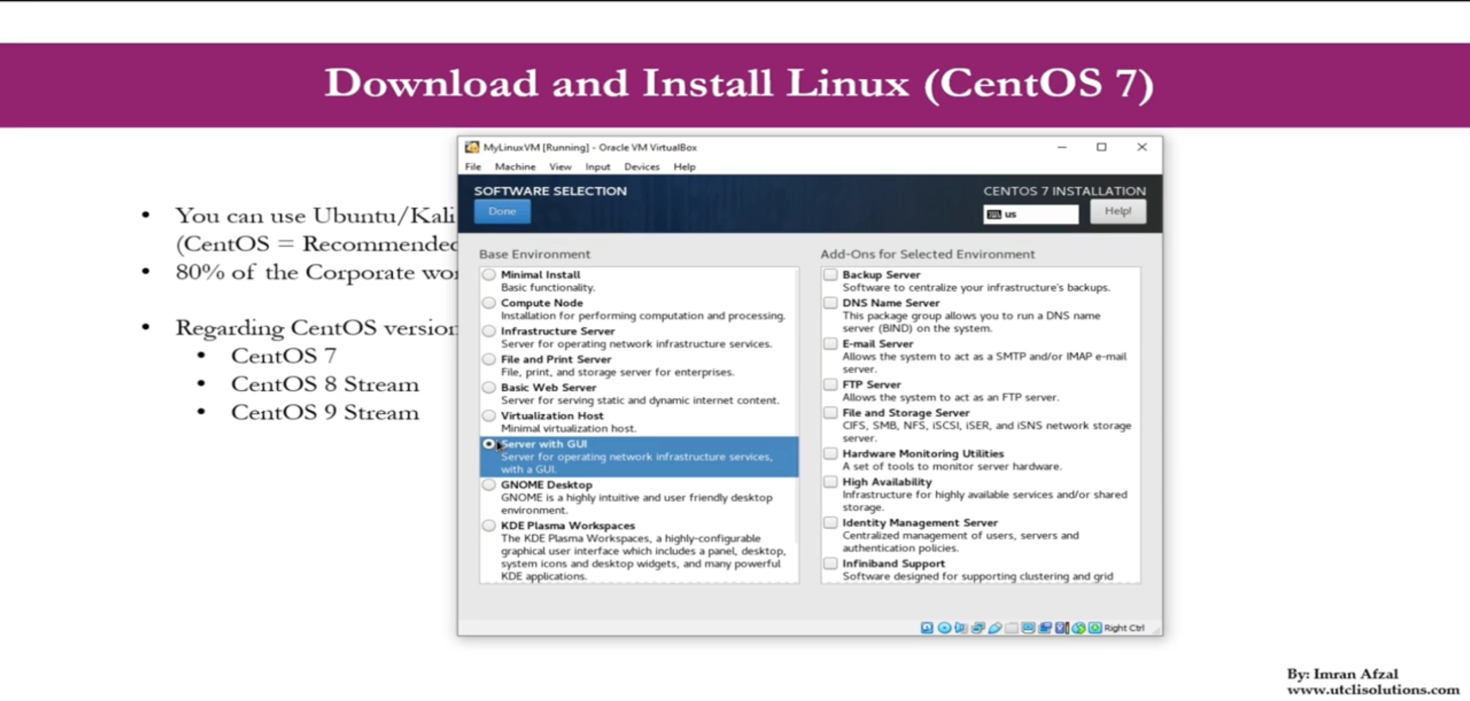 Download and Install Linux (CentOS 7)
You can use Ubuntu/Kali
(CentOS = Recommended
80% of the Corporate wor
Regarding CentOS version
CentOS 7
CentOS 8 Stream
CentOS 9 Stream
MyLinuxVM [Running] - Oracle VM VirtualBox
File Machine View Input Devices Help
SOFTWARE SELECTION
Done
CENTOS 7 INSTALLATION
us
Help!
Base Environment
Minimal Install
Basic functionality.
Compute Node
Installation for performing computation and processing.
Infrastructure Server
Server for operating network infrastructure services.
File and Print Server
File, print, and storage server for enterprises.
Basic Web Server
Server for serving static and dynamic internet content.
Virtualization Host
Minimal virtualization host.
Server with GUI
Server for operating network infrastructure services,
with a GUI.
GNOME Desktop
GNOME is a highly intuitive and user friendly desktop
environment.
KDE Plasma Workspaces
The KDE Plasma Workspaces, a highly-configurable
graphical user interface which includes a panel, desktop,
system icons and desktop widgets, and many powerful
KDE applications.
Add-Ons for Selected Environment
Backup Server
Software to centralize your infrastructure's backups.
DNS Name Server
This package group allows you to run a DNS name
server (BIND) on the system.
E-mail Server
Allows the system to act as a SMTP and/or IMAP e-mail
server.
FTP Server
Allows the system to act as an FTP server.
File and Storage Server
CIFS, SMB, NFS, iSCSI, iSER, and iSNS network storage
server.
Hardware Monitoring Utilities
A set of tools to monitor server hardware.
High Availability
Infrastructure for highly available services and/or shared
storage.
Identity Management Server
Centralized management of users, servers and
authentication policies.
Infiniband Support
Software designed for supporting clustering and grid
Right Ctrl
By: Imran Afzal
www.utclisolutions.com